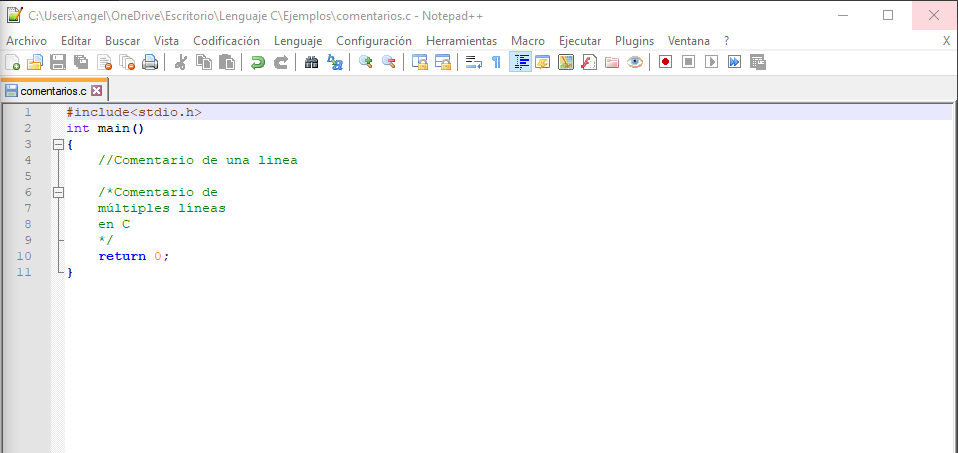 C:\Users\angel\OneDrive\Escritorio\Lenguaje C\Ejemplos\comentarios.c - Notepad++
Archivo Editar Buscar Vista Codificación Lenguaje Configuración Herramientas Macro Ejecutar Plugins Ventana ? X
comentarios.c
1 #include<stdio.h>
2 int main()
3 {
4 //Comentario de una linea
5
6 /*Comentario de
7 múltiples líneas
8 en C
9 */
10 return 0;
11 }